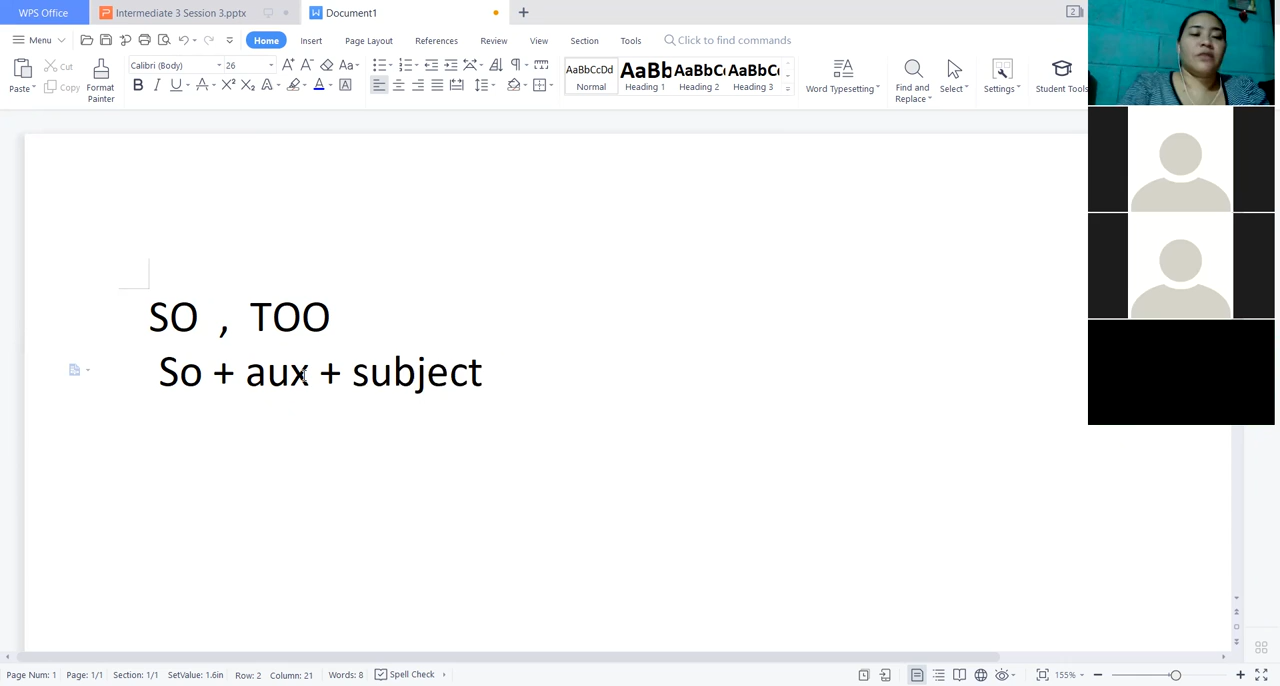 WPS Office Intermediate 3 Session 3.pptx Document1 2
Menu Home Insert Page Layout References Review View Section Tools Click to find commands
Paste Cut Copy Format Painter Calibri (Body) 26 AaBbCcDd Normal AaBb Heading 1 AaBbC Heading 2 AaBbC Heading 3 Word Typesetting Find and Replace Select Settings Student Tools
SO , TOO
So + aux + subject
Page Num: 1 Page: 1/1 Section: 1/1 SetValue: 1.6in Row: 2 Column: 21 Words: 8 Spell Check 155%